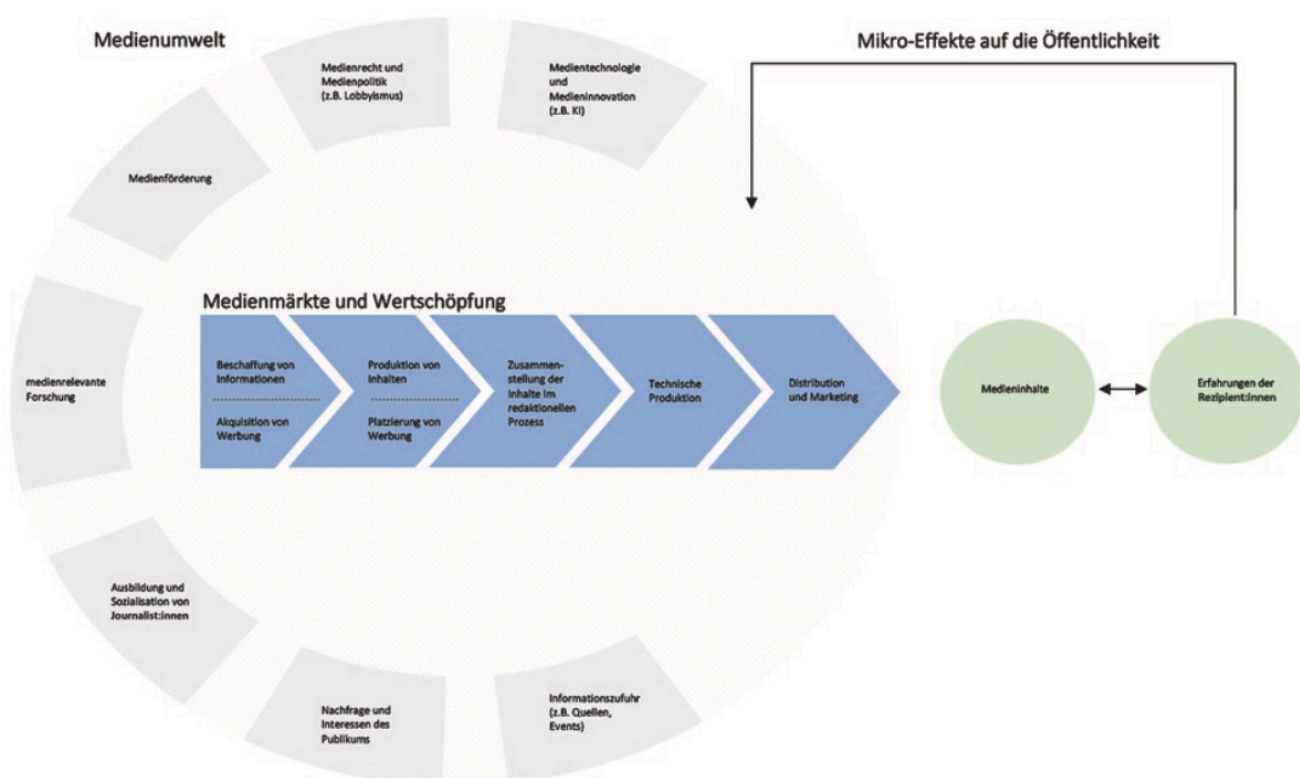 Medienumwelt
Mikro-Effekte auf die Öffentlichkeit
Medienrecht und
Medienpolitik
(z.B. Lobbyismus)
Medientechnologie
und
Medieninnovation
(z.B. KI)
Medienförderung
medienrelevante
Forschung
Ausbildung und
Sozialisation von
Journalist:innen
Nachfrage und
Interessen des
Publikums
Informationszufuhr
(z.B. Quellen,
Events)
Medienmärkte und Wertschöpfung
Beschaffung von
Informationen
Akquisition von
Werbung
Produktion von
Inhalten
Platzierung von
Werbung
Zusammen-
stellung der
Inhalte im
redaktionellen
Prozess
Technische
Produktion
Distribution
und Marketing
Medieninhalte
Erfahrungen der
Rezipient:innen